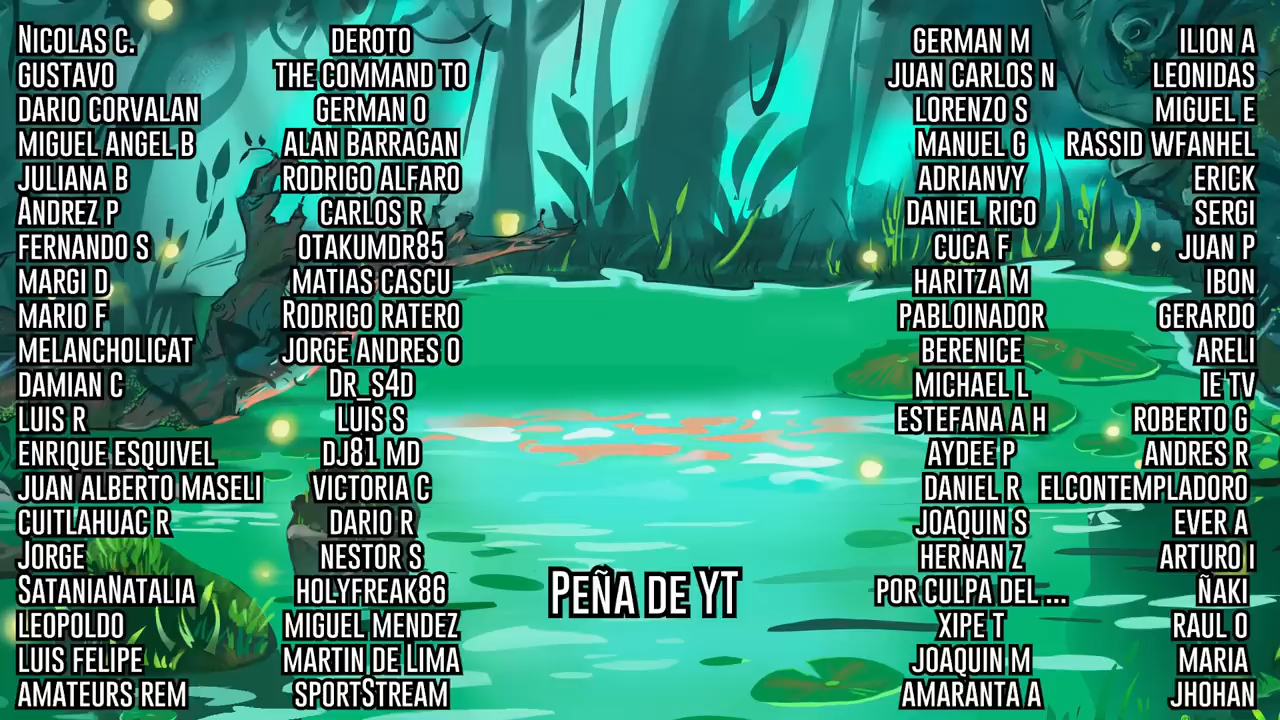 Nicolas C.
GUSTAVO
DARIO CORVALAN
MIGUEL ANGEL B
JULIANA B
Andrez P
FERNANDO S
MARGI D
MARIO F
MELANCHOLICAT
DAMIAN C
LUIS R
ENRIQUE ESQUIVEL
JUAN ALBERTO MASELI
CUITLAHUAC R
Jorge
SataniaNatalia
LEOPOLDO
LUIS FELIPE
AMATEURS REM
DEROTO
THE COMMAND TO
GERMAN O
ALAN BARRAGAN
RODRIGO ALFARO
CARLOS R
OTAKUMDR85
MATIAS CASCU
Rodrigo Ratero
JORGE ANDRES O
Dr_s4d
LUIS S
DJ81 MD
VICTORIA C
DARIO R
NESTOR S
HOLYFREAK86
MIGUEL MENDEZ
MARTIN DE LIMA
SPORTSTREAM
Peña de YT
GERMAN M
JUAN CARLOS N
LORENZO S
MANUEL G
ADRIANVY
DANIEL RICO
CUCA F
HARITZA M
PABLOINADOR
BERENICE
MICHAEL L
ESTEFANA A H
AYDEE P
DANIEL R
JOAQUIN S
HERNAN Z
POR CULPA DEL ...
XIPE T
JOAQUIN M
AMARANTA A
ILION A
LEONIDAS
MIGUEL E
RASSID WFANHEL
ERICK
SERGI
JUAN P
IBON
GERARDO
ARELI
IE TV
ROBERTO G
ANDRES R
ELCONTEMPLADORO
EVER A
ARTURO I
ÑAKI
RAUL O
MARIA
JHOHAN